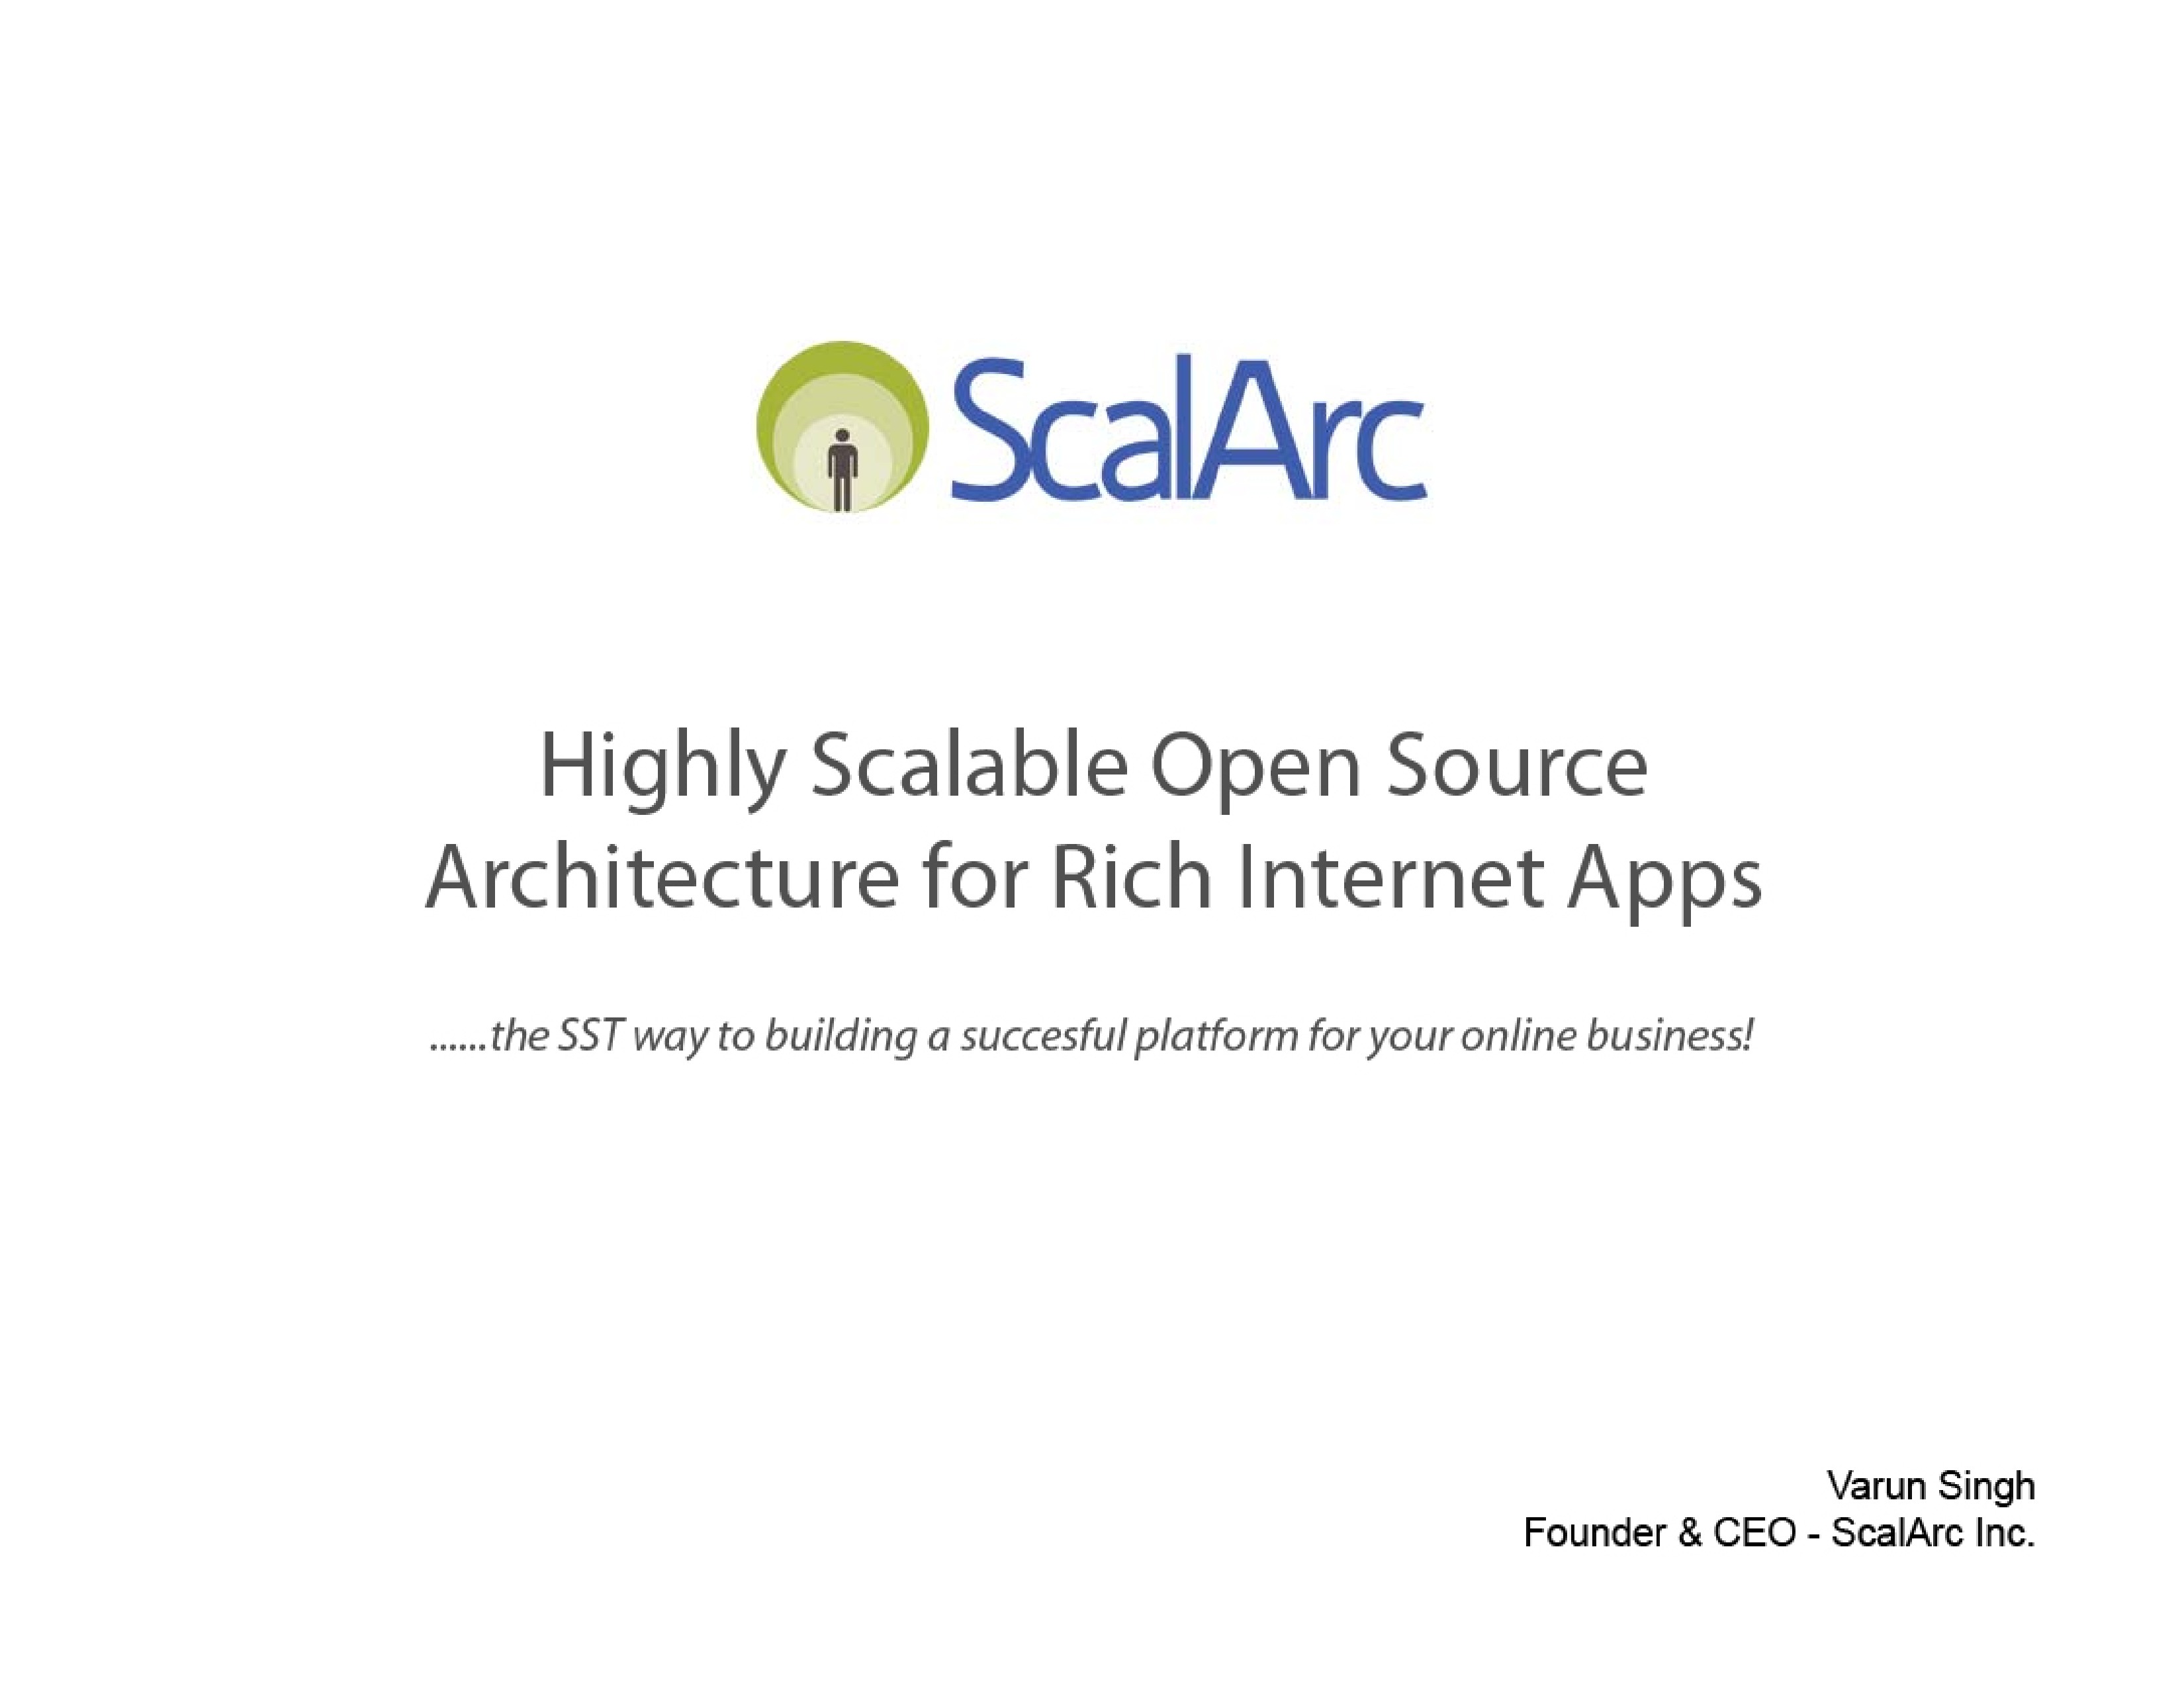 ScalArc
Highly Scalable Open Source
Architecture for Rich Internet Apps
......the SST way to building a succesful platform for your online business!
Varun Singh
Founder & CEO - ScalArc Inc.